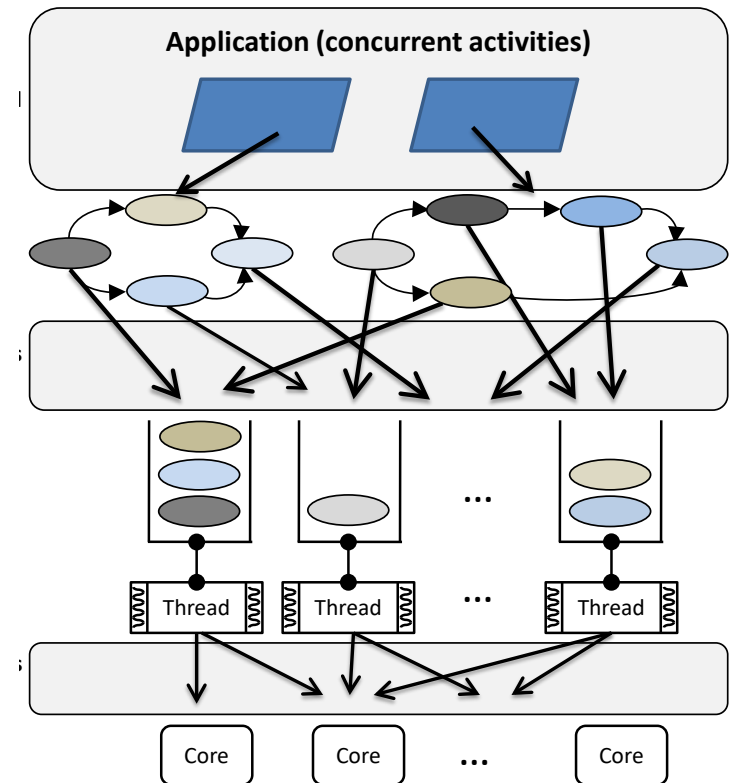 Application (concurrent activities)
...
Thread Thread ... Thread
Core Core ... Core